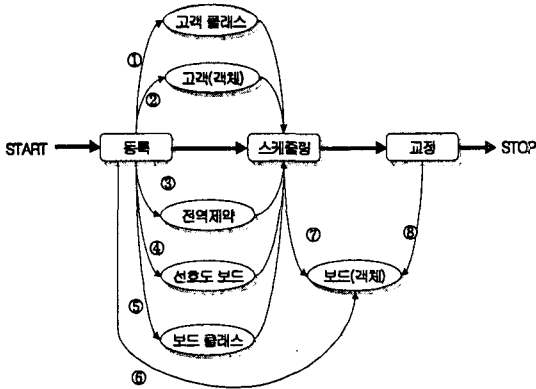 고객 클래스
①
② 고객(객체)
START 등록 스케줄링 교정 STOP
③
전역제약
⑦ ⑧
④
선호도 보드 보드(객체)
⑤
보드 클래스
⑥